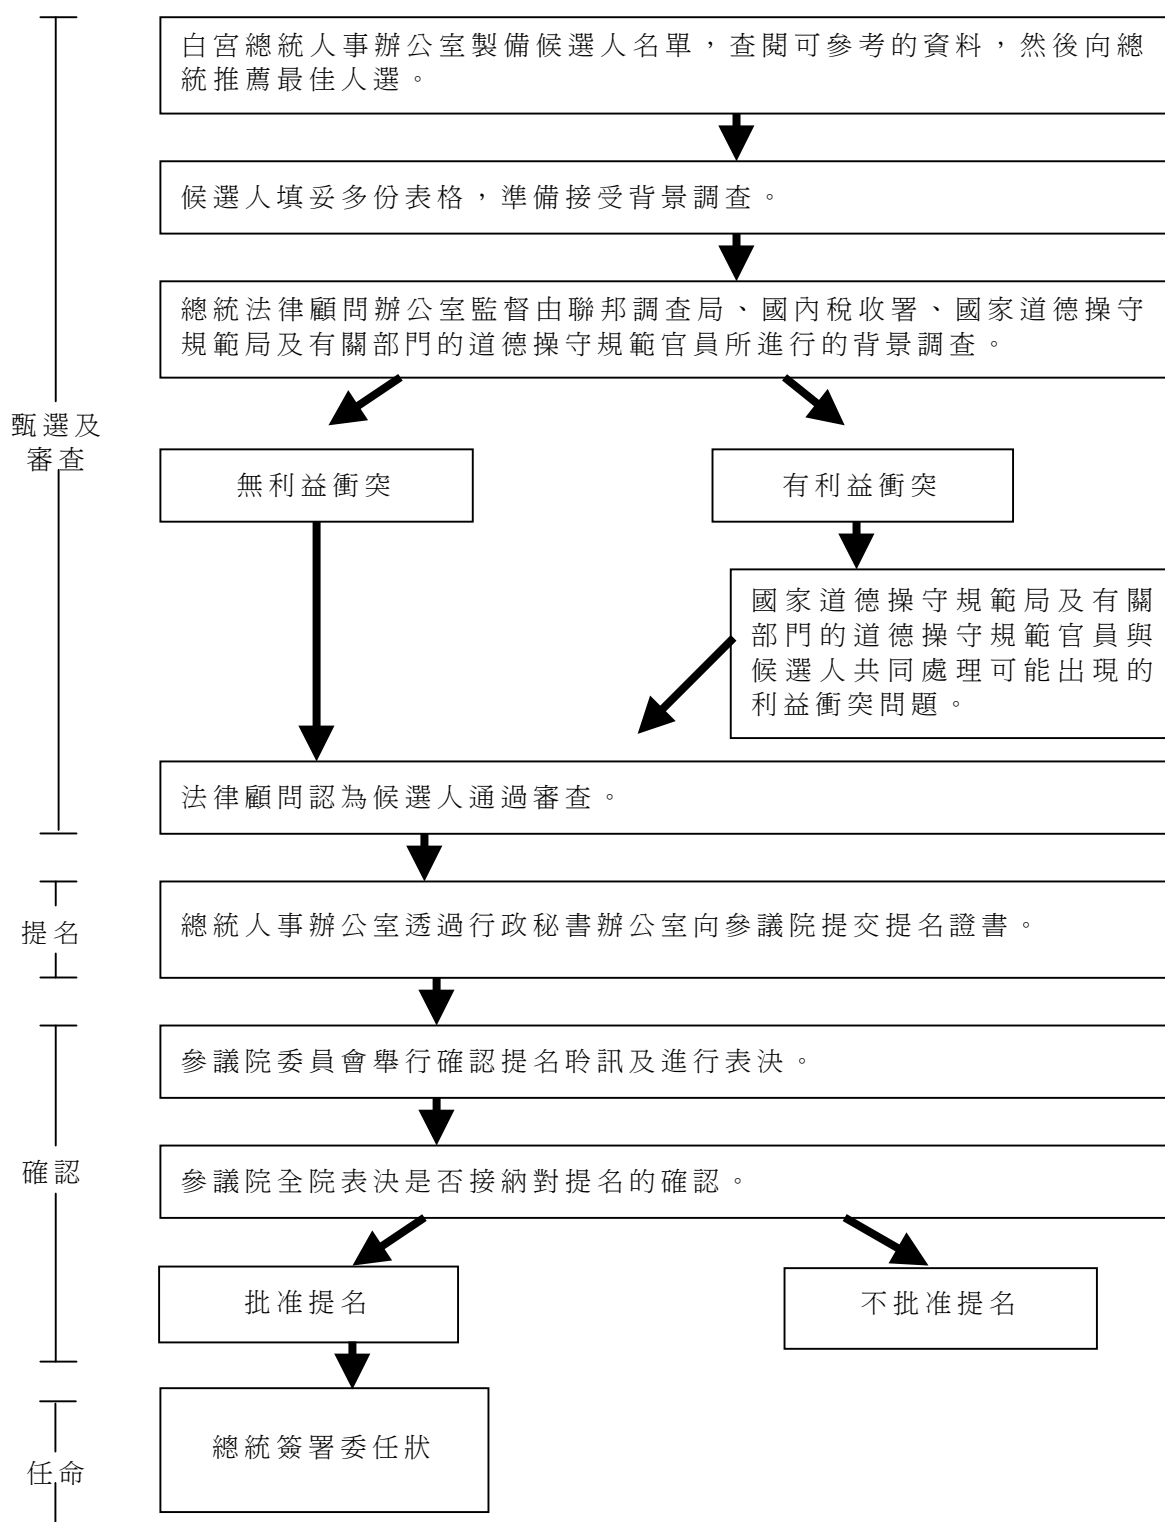 白宮總統人事辦公室製備候選人名單，查閱可參考的資料，然後向總
統推薦最佳人選。
候選人填妥多份表格，準備接受背景調查。
總統法律顧問辦公室監督由聯邦調查局、國內稅收署、國家道德操守
規範局及有關部門的道德操守規範官員所進行的背景調查。
甄選及
審查
無利益衝突
有利益衝突
國家道德操守規範局及有關
部門的道德操守規範官員與
候選人共同處理可能出現的
利益衝突問題。
法律顧問認為候選人通過審查。
提名
總統人事辦公室透過行政秘書辦公室向參議院提交提名證書。
參議院委員會舉行確認提名聆訊及進行表決。
確認
參議院全院表決是否接納對提名的確認。
批准提名
不批准提名
總統簽署委任狀
任命